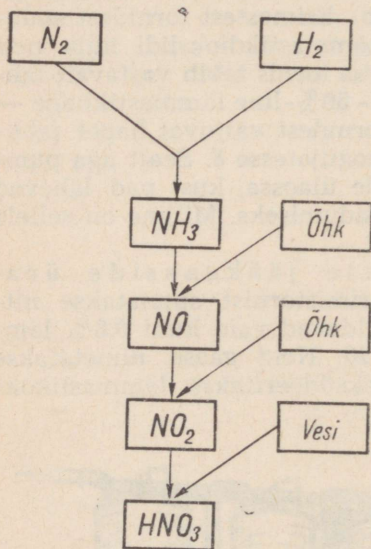 N₂ H₂
NH₃ Õhk
NO Õhk
NO₂ Vesi
HNO₃